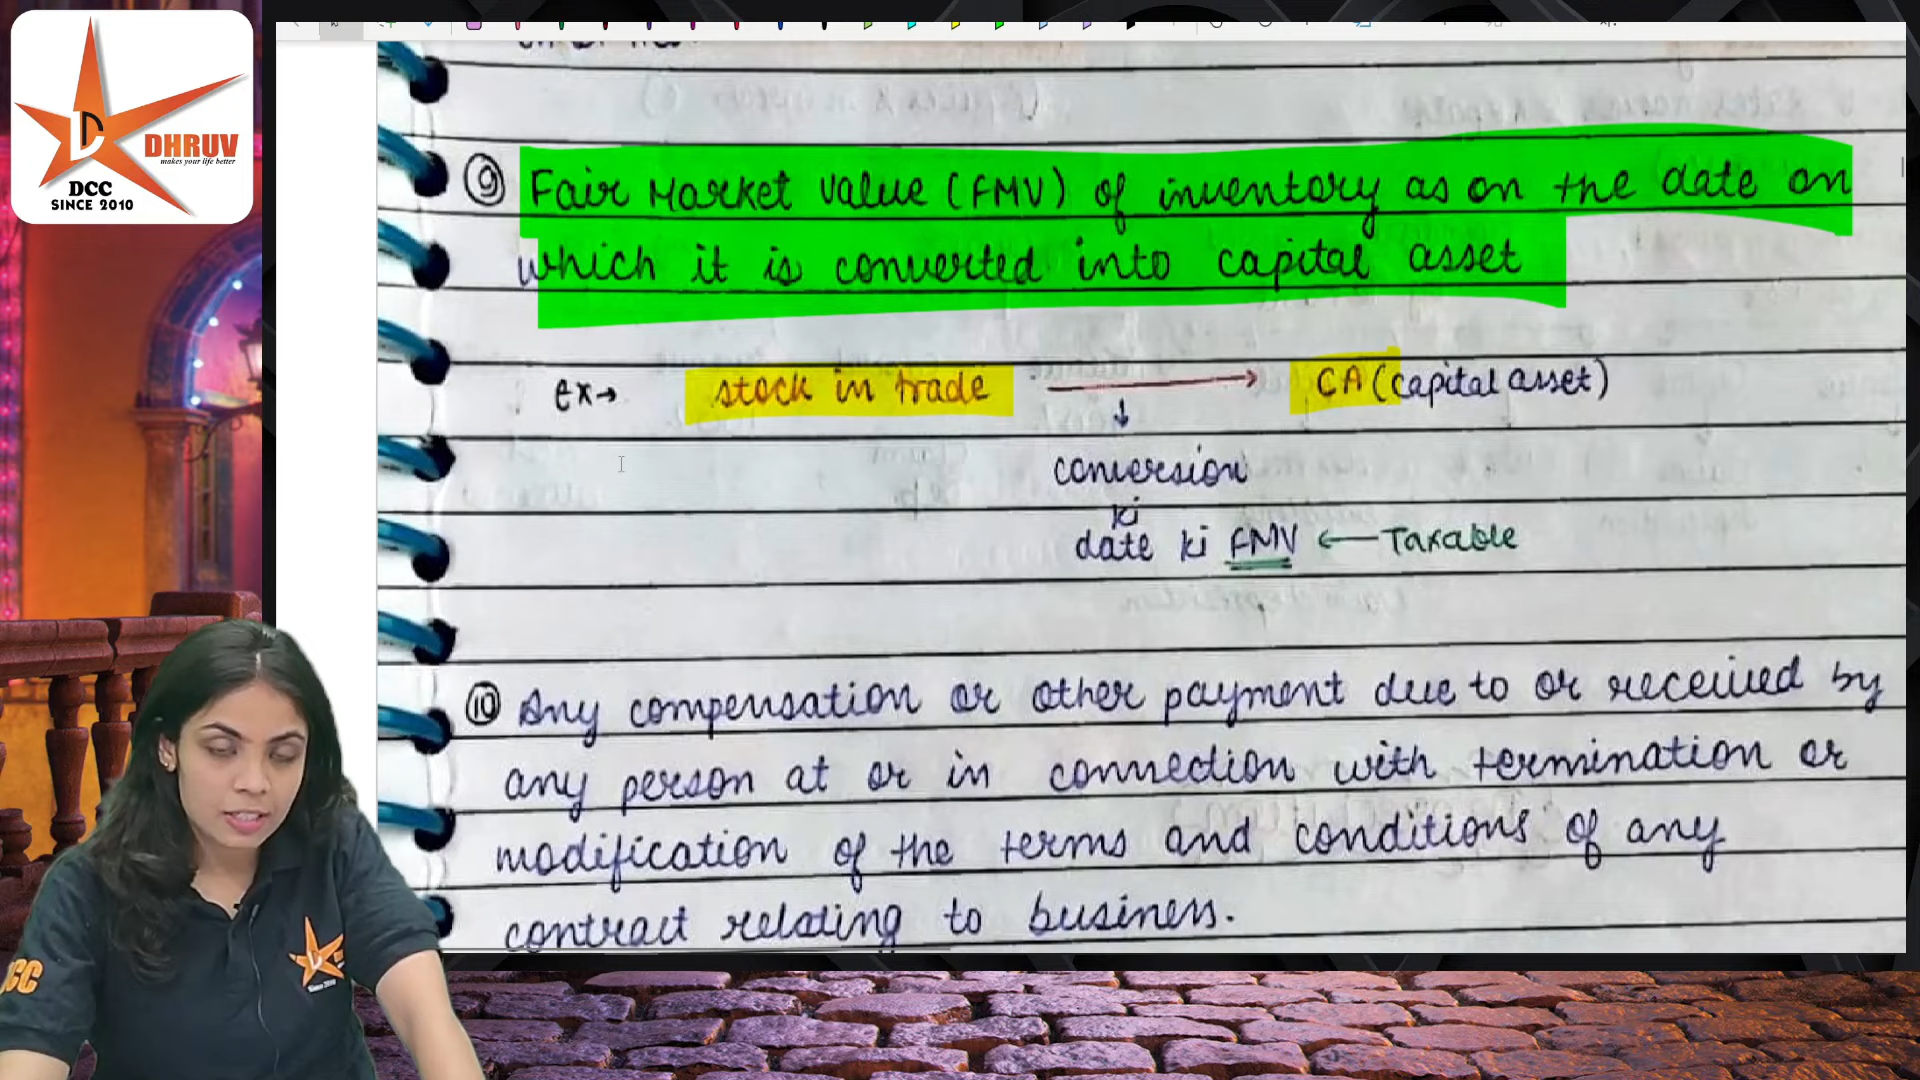 DHRUV
makes your life better
DCC
SINCE 2010
⑨ Fair Market Value (FMV) of inventory as on the date on
which it is converted into capital asset
Ex→ stock in trade → CA (capital asset)
↓
conversion
ki
date ki FMV ← Taxable
⑩ Any compensation or other payment due to or received by
any person at or in connection with termination or
modification of the terms and conditions of any
contract relating to business.
DCC
Since 2010